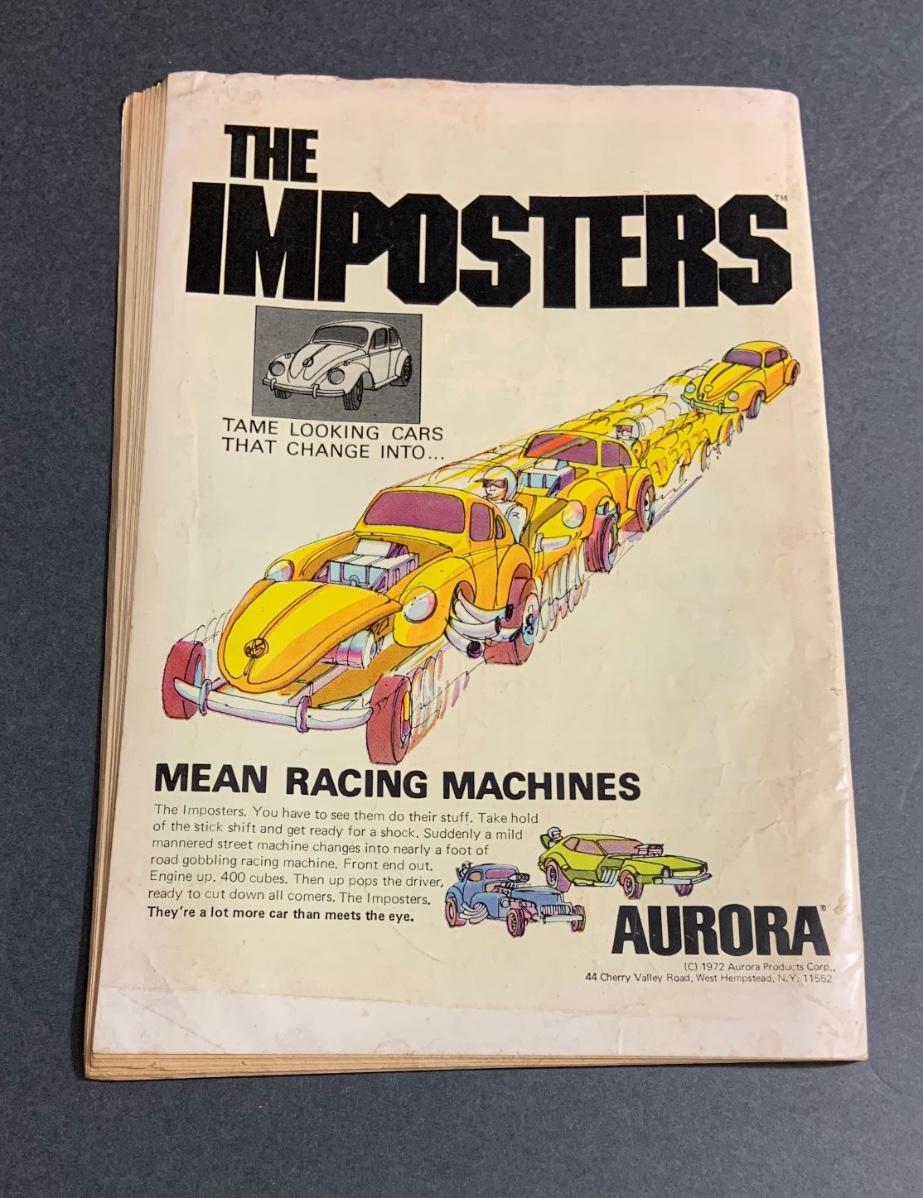 THE
IMPOSTERS™
TAME LOOKING CARS
THAT CHANGE INTO...
MEAN RACING MACHINES
The Imposters. You have to see them do their stuff. Take hold
of the stick shift and get ready for a shock. Suddenly a mild
mannered street machine changes into nearly a foot of
road gobbling racing machine. Front end out.
Engine up. 400 cubes. Then up pops the driver,
ready to cut down all comers. The Imposters.
They're a lot more car than meets the eye.
AURORA®
(C) 1972 Aurora Products Corp.,
44 Cherry Valley Road, West Hempstead, N.Y. 11552